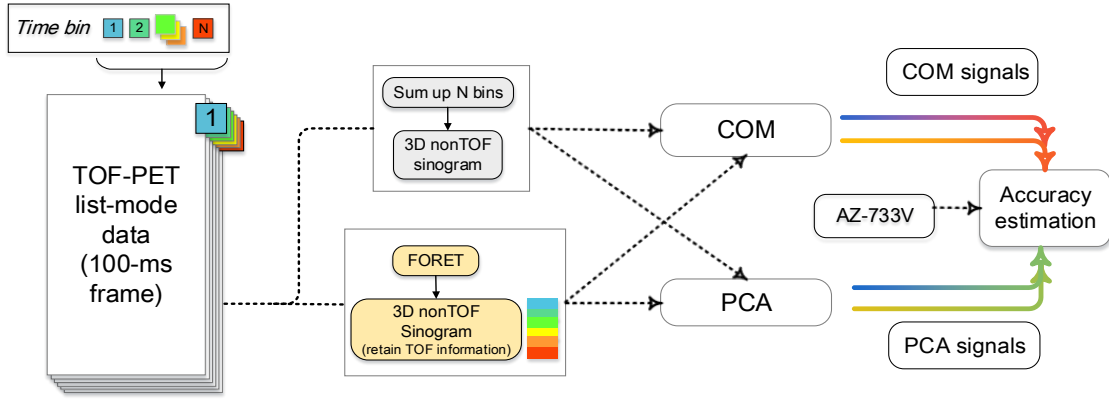 Time bin 1 2 N
1
TOF-PET
list-mode
data
(100-ms
frame)
Sum up N bins
3D nonTOF
sinogram
FORET
3D nonTOF
Sinogram
(retain TOF information)
COM
PCA
COM signals
AZ-733V
Accuracy
estimation
PCA signals